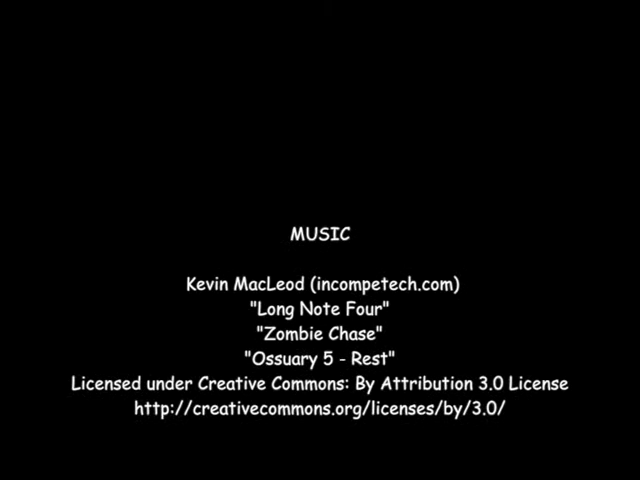 MUSIC
Kevin MacLeod (incompetech.com)
"Long Note Four"
"Zombie Chase"
"Ossuary 5 - Rest"
Licensed under Creative Commons: By Attribution 3.0 License
http://creativecommons.org/licenses/by/3.0/